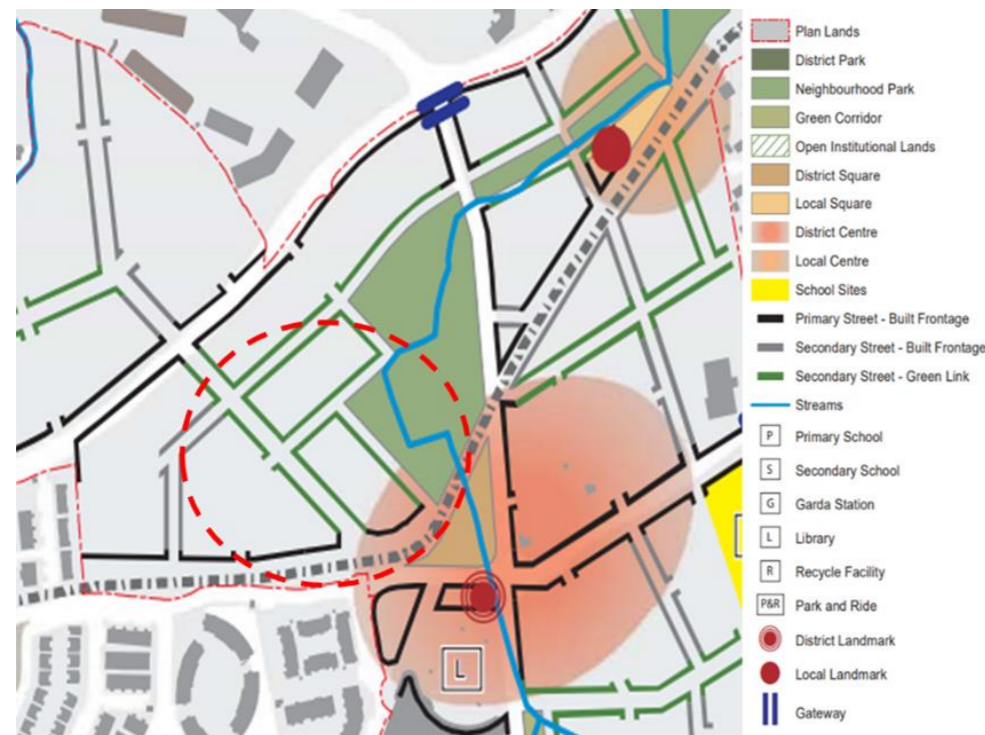 Plan Lands
District Park
Neighbourhood Park
Green Corridor
Open Institutional Lands
District Square
Local Square
District Centre
Local Centre
School Sites
Primary Street - Built Frontage
Secondary Street - Built Frontage
Secondary Street - Green Link
Streams
P Primary School
S Secondary School
G Garda Station
L Library
R Recycle Facility
P&R Park and Ride
District Landmark
Local Landmark
Gateway
L